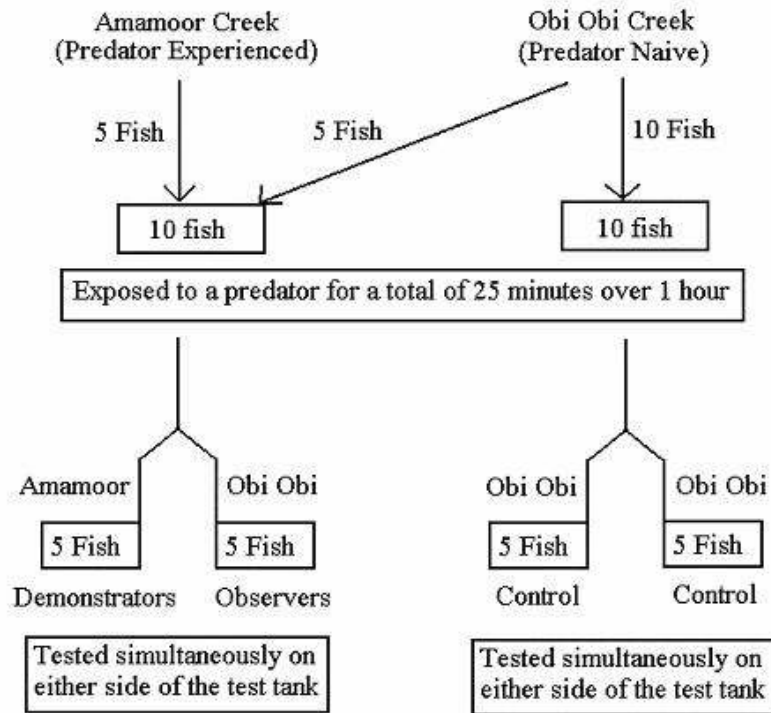 Amamoor Creek
(Predator Experienced)
Obi Obi Creek
(Predator Naive)
5 Fish
5 Fish
10 Fish
10 fish
10 fish
Exposed to a predator for a total of 25 minutes over 1 hour
Amamoor
Obi Obi
Obi Obi
Obi Obi
5 Fish
5 Fish
5 Fish
5 Fish
Demonstrators
Observers
Control
Control
Tested simultaneously on
either side of the test tank
Tested simultaneously on
either side of the test tank